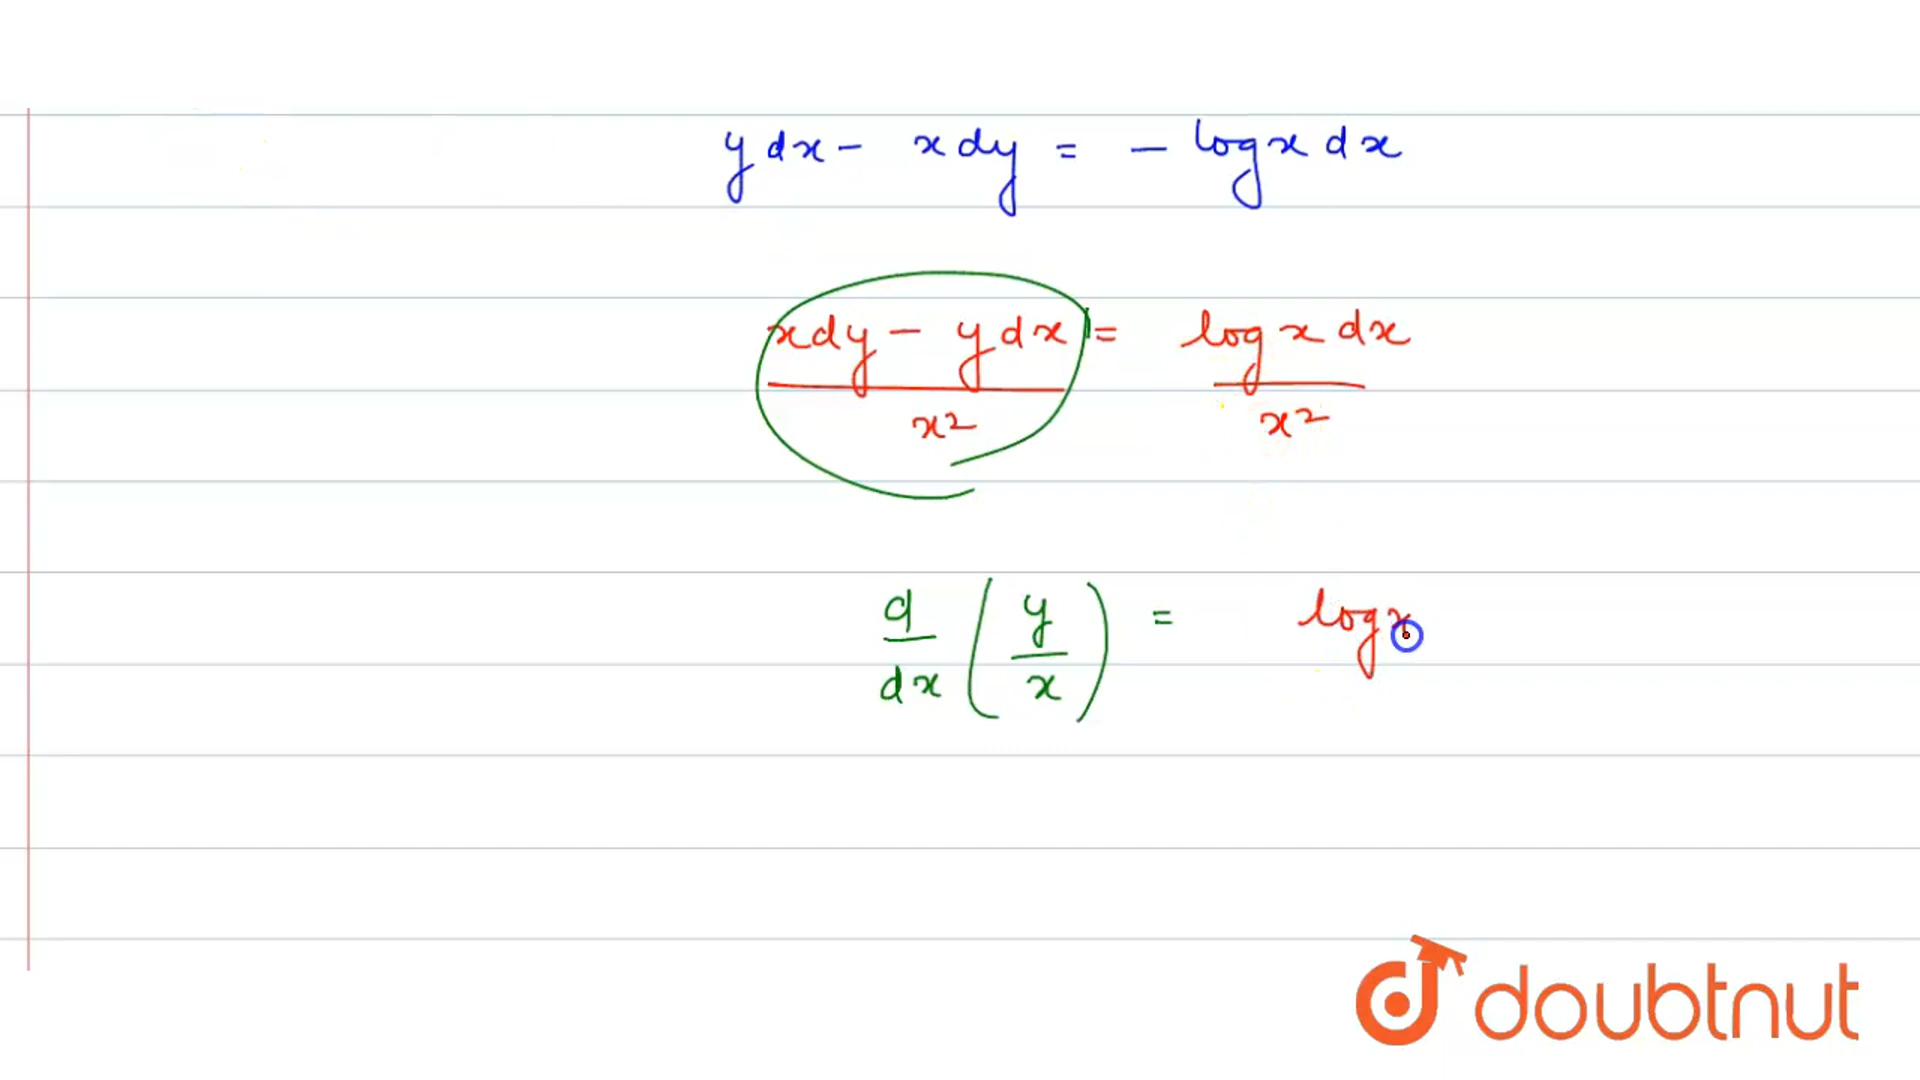 y dx - x dy = - log x dx
x dy - y dx / x² = log x dx / x²
d/dx (y/x) = log x
doubtnut